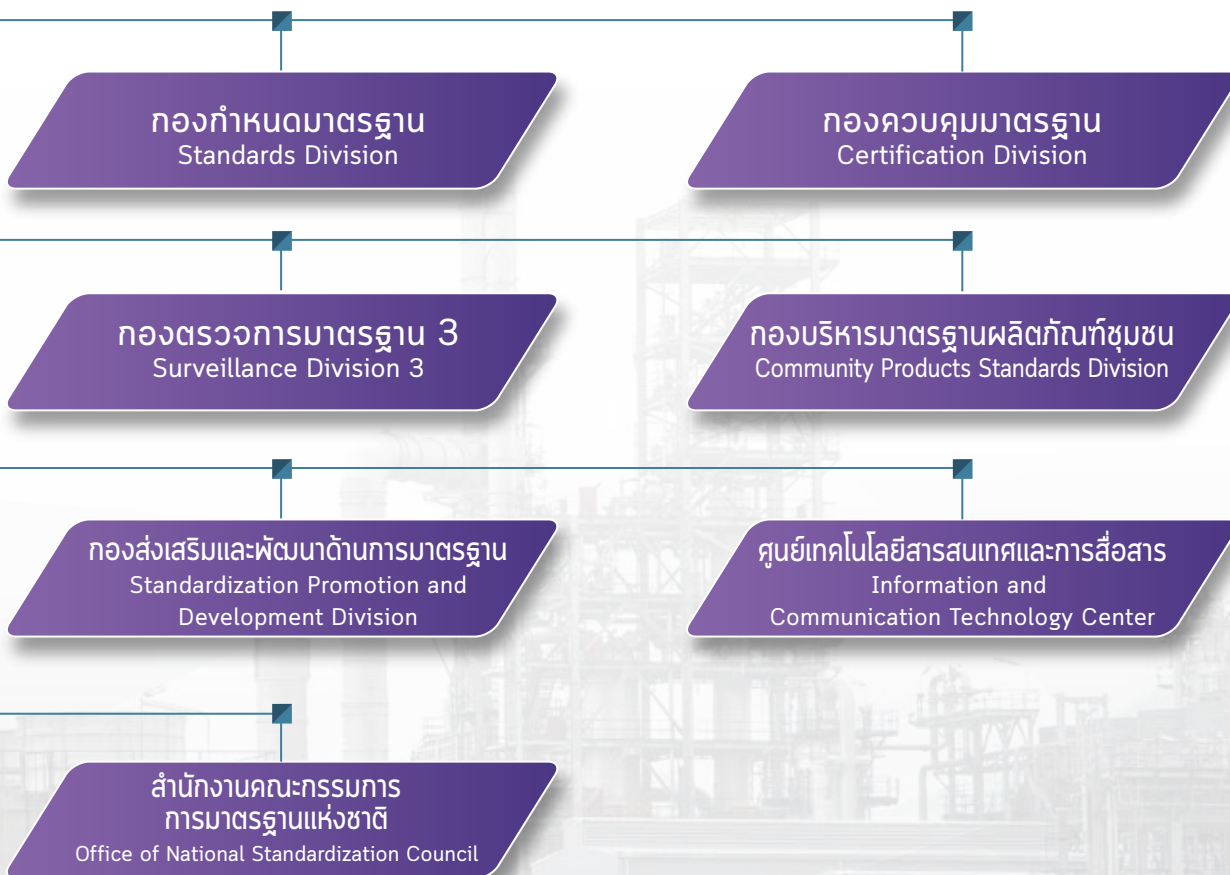 กองกำหนดมาตรฐาน
Standards Division
กองควบคุมมาตรฐาน
Certification Division
กองตรวจการมาตรฐาน 3
Surveillance Division 3
กองบริหารมาตรฐานผลิตภัณฑ์ชุมชน
Community Products Standards Division
กองส่งเสริมและพัฒนาด้านการมาตรฐาน
Standardization Promotion and
Development Division
ศูนย์เทคโนโลยีสารสนเทศและการสื่อสาร
Information and
Communication Technology Center
สำนักงานคณะกรรมการ
การมาตรฐานแห่งชาติ
Office of National Standardization Council